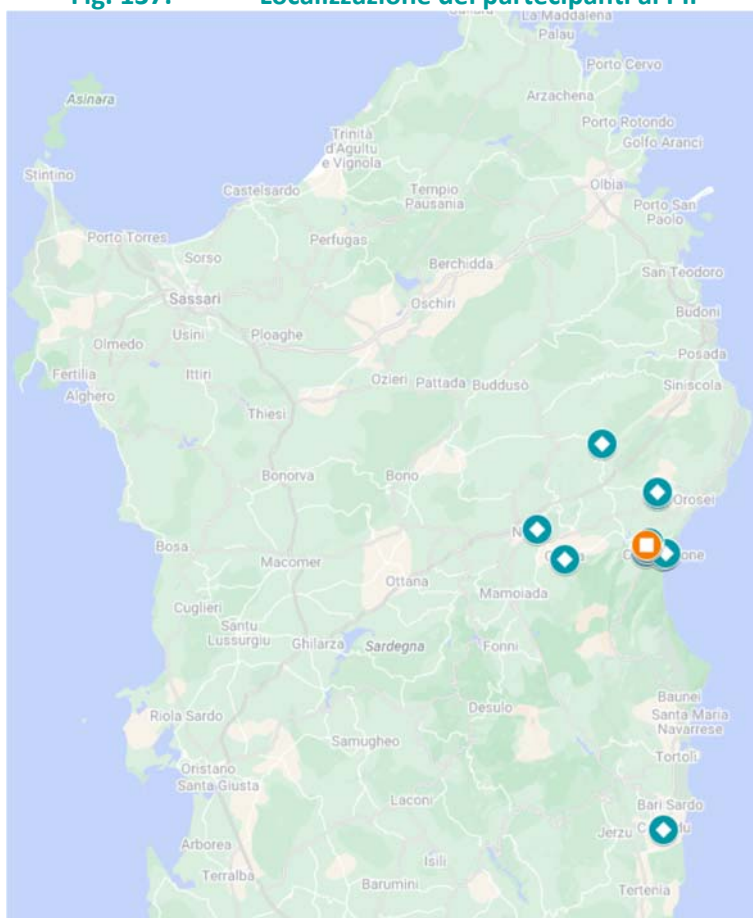 Fig. 157. Localizzazione dei partecipanti al PIF
La Maddalena
Palau
Porto Cervo
Asinara
Arzachena
Porto Rotondo
Golfo Aranci
Trinità
d'Agultu
e Vignola
Stintino
Castelsardo
Tempio
Pausania
Olbia
Porto San
Paolo
Porto Torres
Sorso
Perfugas
Berchidda
San Teodoro
Sassari
Oschiri
Budoni
Usini
Ploaghe
Olmedo
Posada
Fertilia
Ittiri
Ozieri
Pattada
Buddusò
Siniscola
Alghero
Thiesi
Bonorva
Bono
Orosei
Bosa
Macomer
Ottana
Mamoiada
Cuglieri
Santu
Lussurgiu
Ghilarza
Sardegna
Fonni
Riola Sardo
Desulo
Baunei
Santa Maria
Navarrese
Samugheo
Tortolì
Oristano
Santa Giusta
Laconi
Bari Sardo
Jerzu
Arborea
Isili
Terralba
Barumini
Tertenia